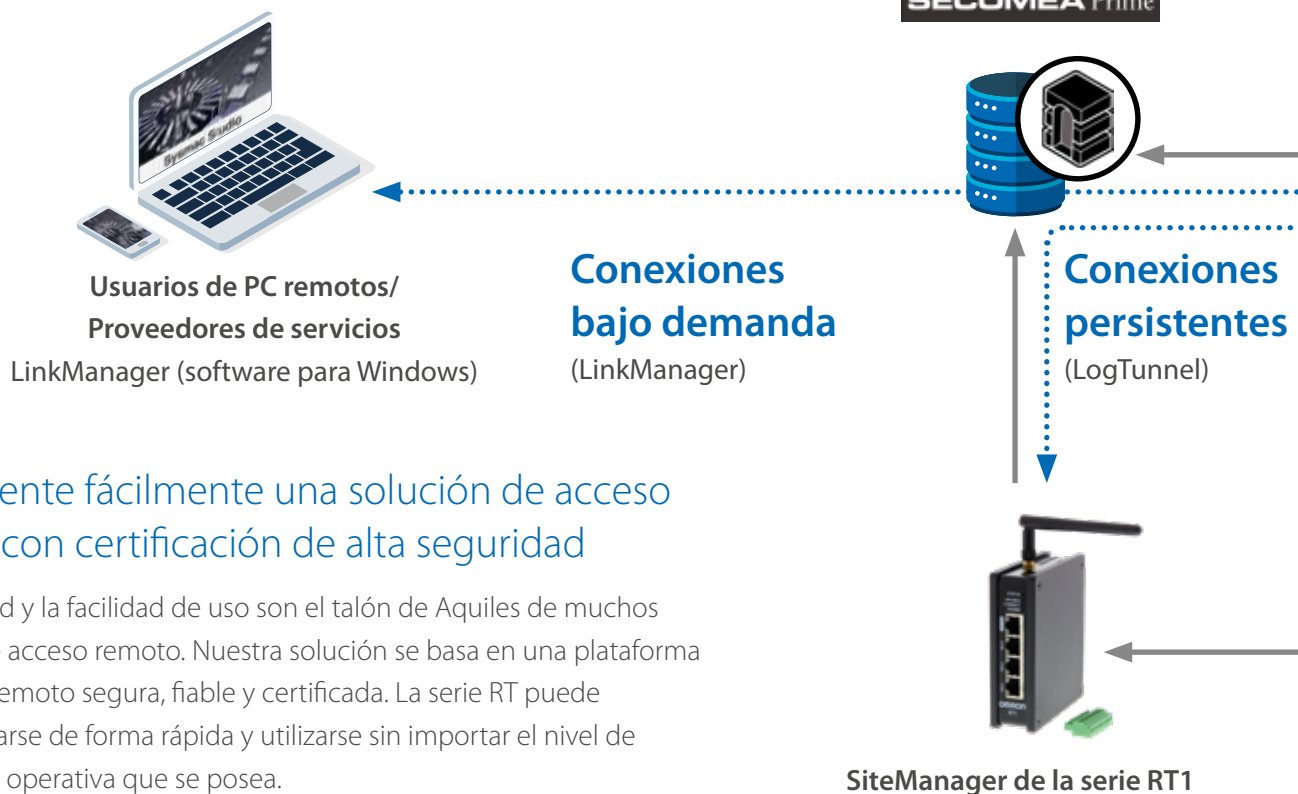 SECOMEA Prime
Sysmac Studio
Usuarios de PC remotos/
Proveedores de servicios
LinkManager (software para Windows)
Conexiones
bajo demanda
(LinkManager)
Conexiones
persistentes
(LogTunnel)
ente fácilmente una solución de acceso
con certificación de alta seguridad
d y la facilidad de uso son el talón de Aquiles de muchos
acceso remoto. Nuestra solución se basa en una plataforma
emoto segura, fiable y certificada. La serie RT puede
arse de forma rápida y utilizarse sin importar el nivel de
operativa que se posea.
OMRON
SiteManager de la serie RT1